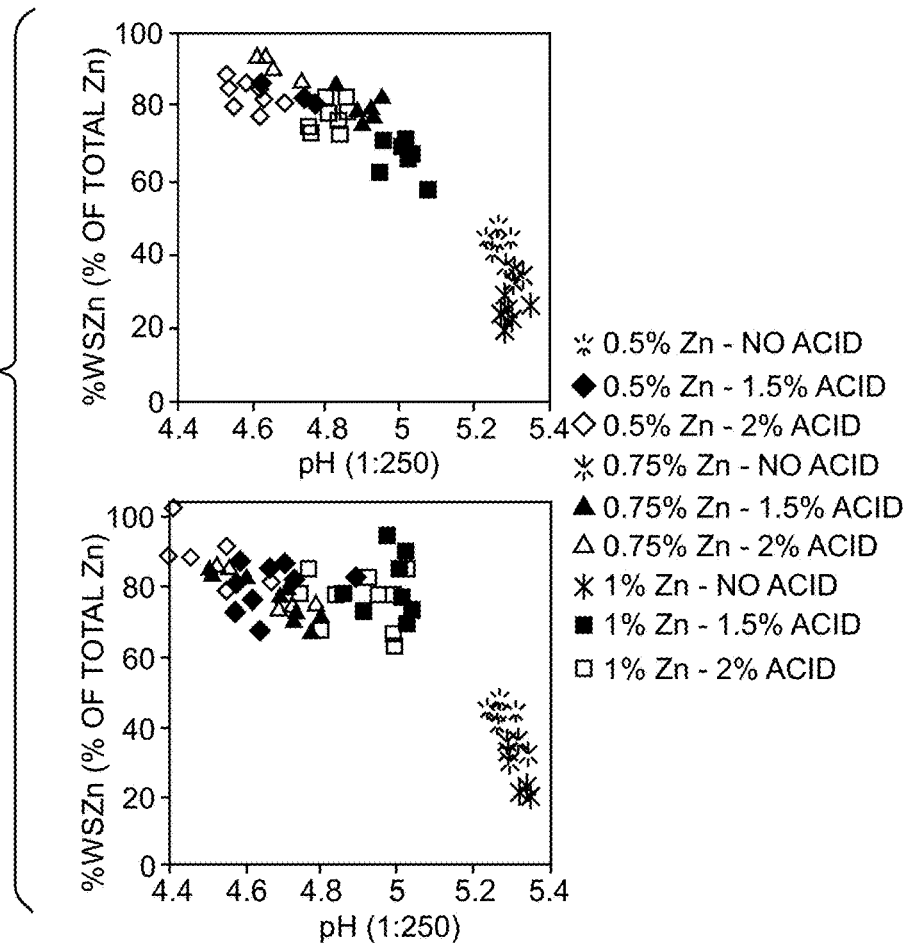 %WSZn (% OF TOTAL Zn)
100
80
60
40
20
0
4.4 4.6 4.8 5 5.2 5.4
pH (1:250)
0.5% Zn - NO ACID
0.5% Zn - 1.5% ACID
0.5% Zn - 2% ACID
0.75% Zn - NO ACID
0.75% Zn - 1.5% ACID
0.75% Zn - 2% ACID
1% Zn - NO ACID
1% Zn - 1.5% ACID
1% Zn - 2% ACID
%WSZn (% OF TOTAL Zn)
100
80
60
40
20
0
4.4 4.6 4.8 5 5.2 5.4
pH (1:250)